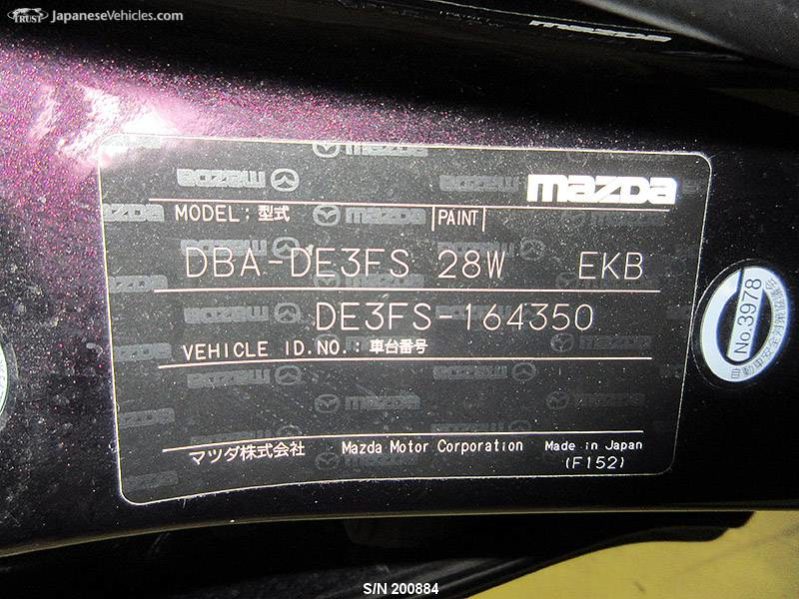 TRUST JapaneseVehicles.com
mazda
MODEL : 型式 PAINT
DBA-DE3FS 28W EKB
DE3FS-164350
VEHICLE ID.NO. : 車台番号
マツダ株式会社 Mazda Motor Corporation Made in Japan
(F152)
No.3978
S/N 200884